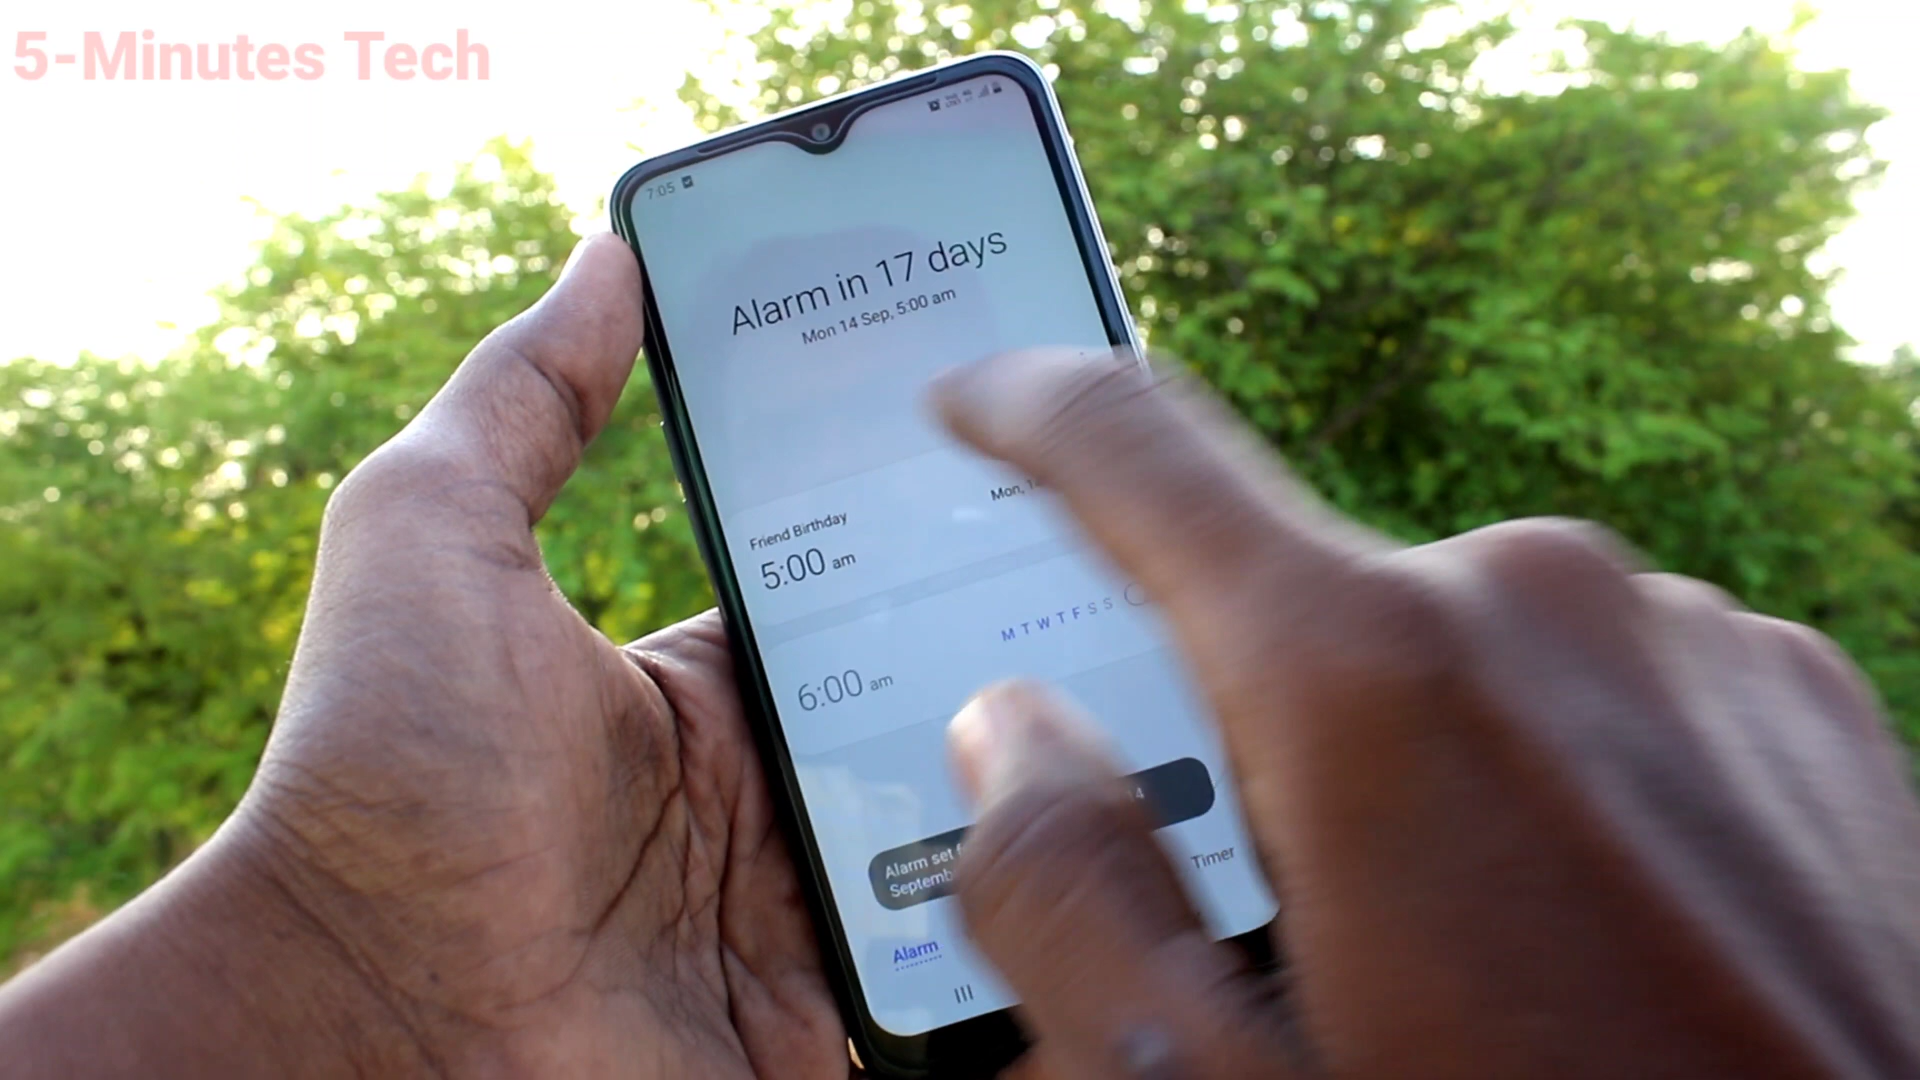 5-Minutes Tech
7:05
Alarm in 17 days
Mon 14 Sep, 5:00 am
Friend Birthday
Mon,
5:00 am
M T W T F S S
6:00 am
Alarm set
14
Alarm
Timer